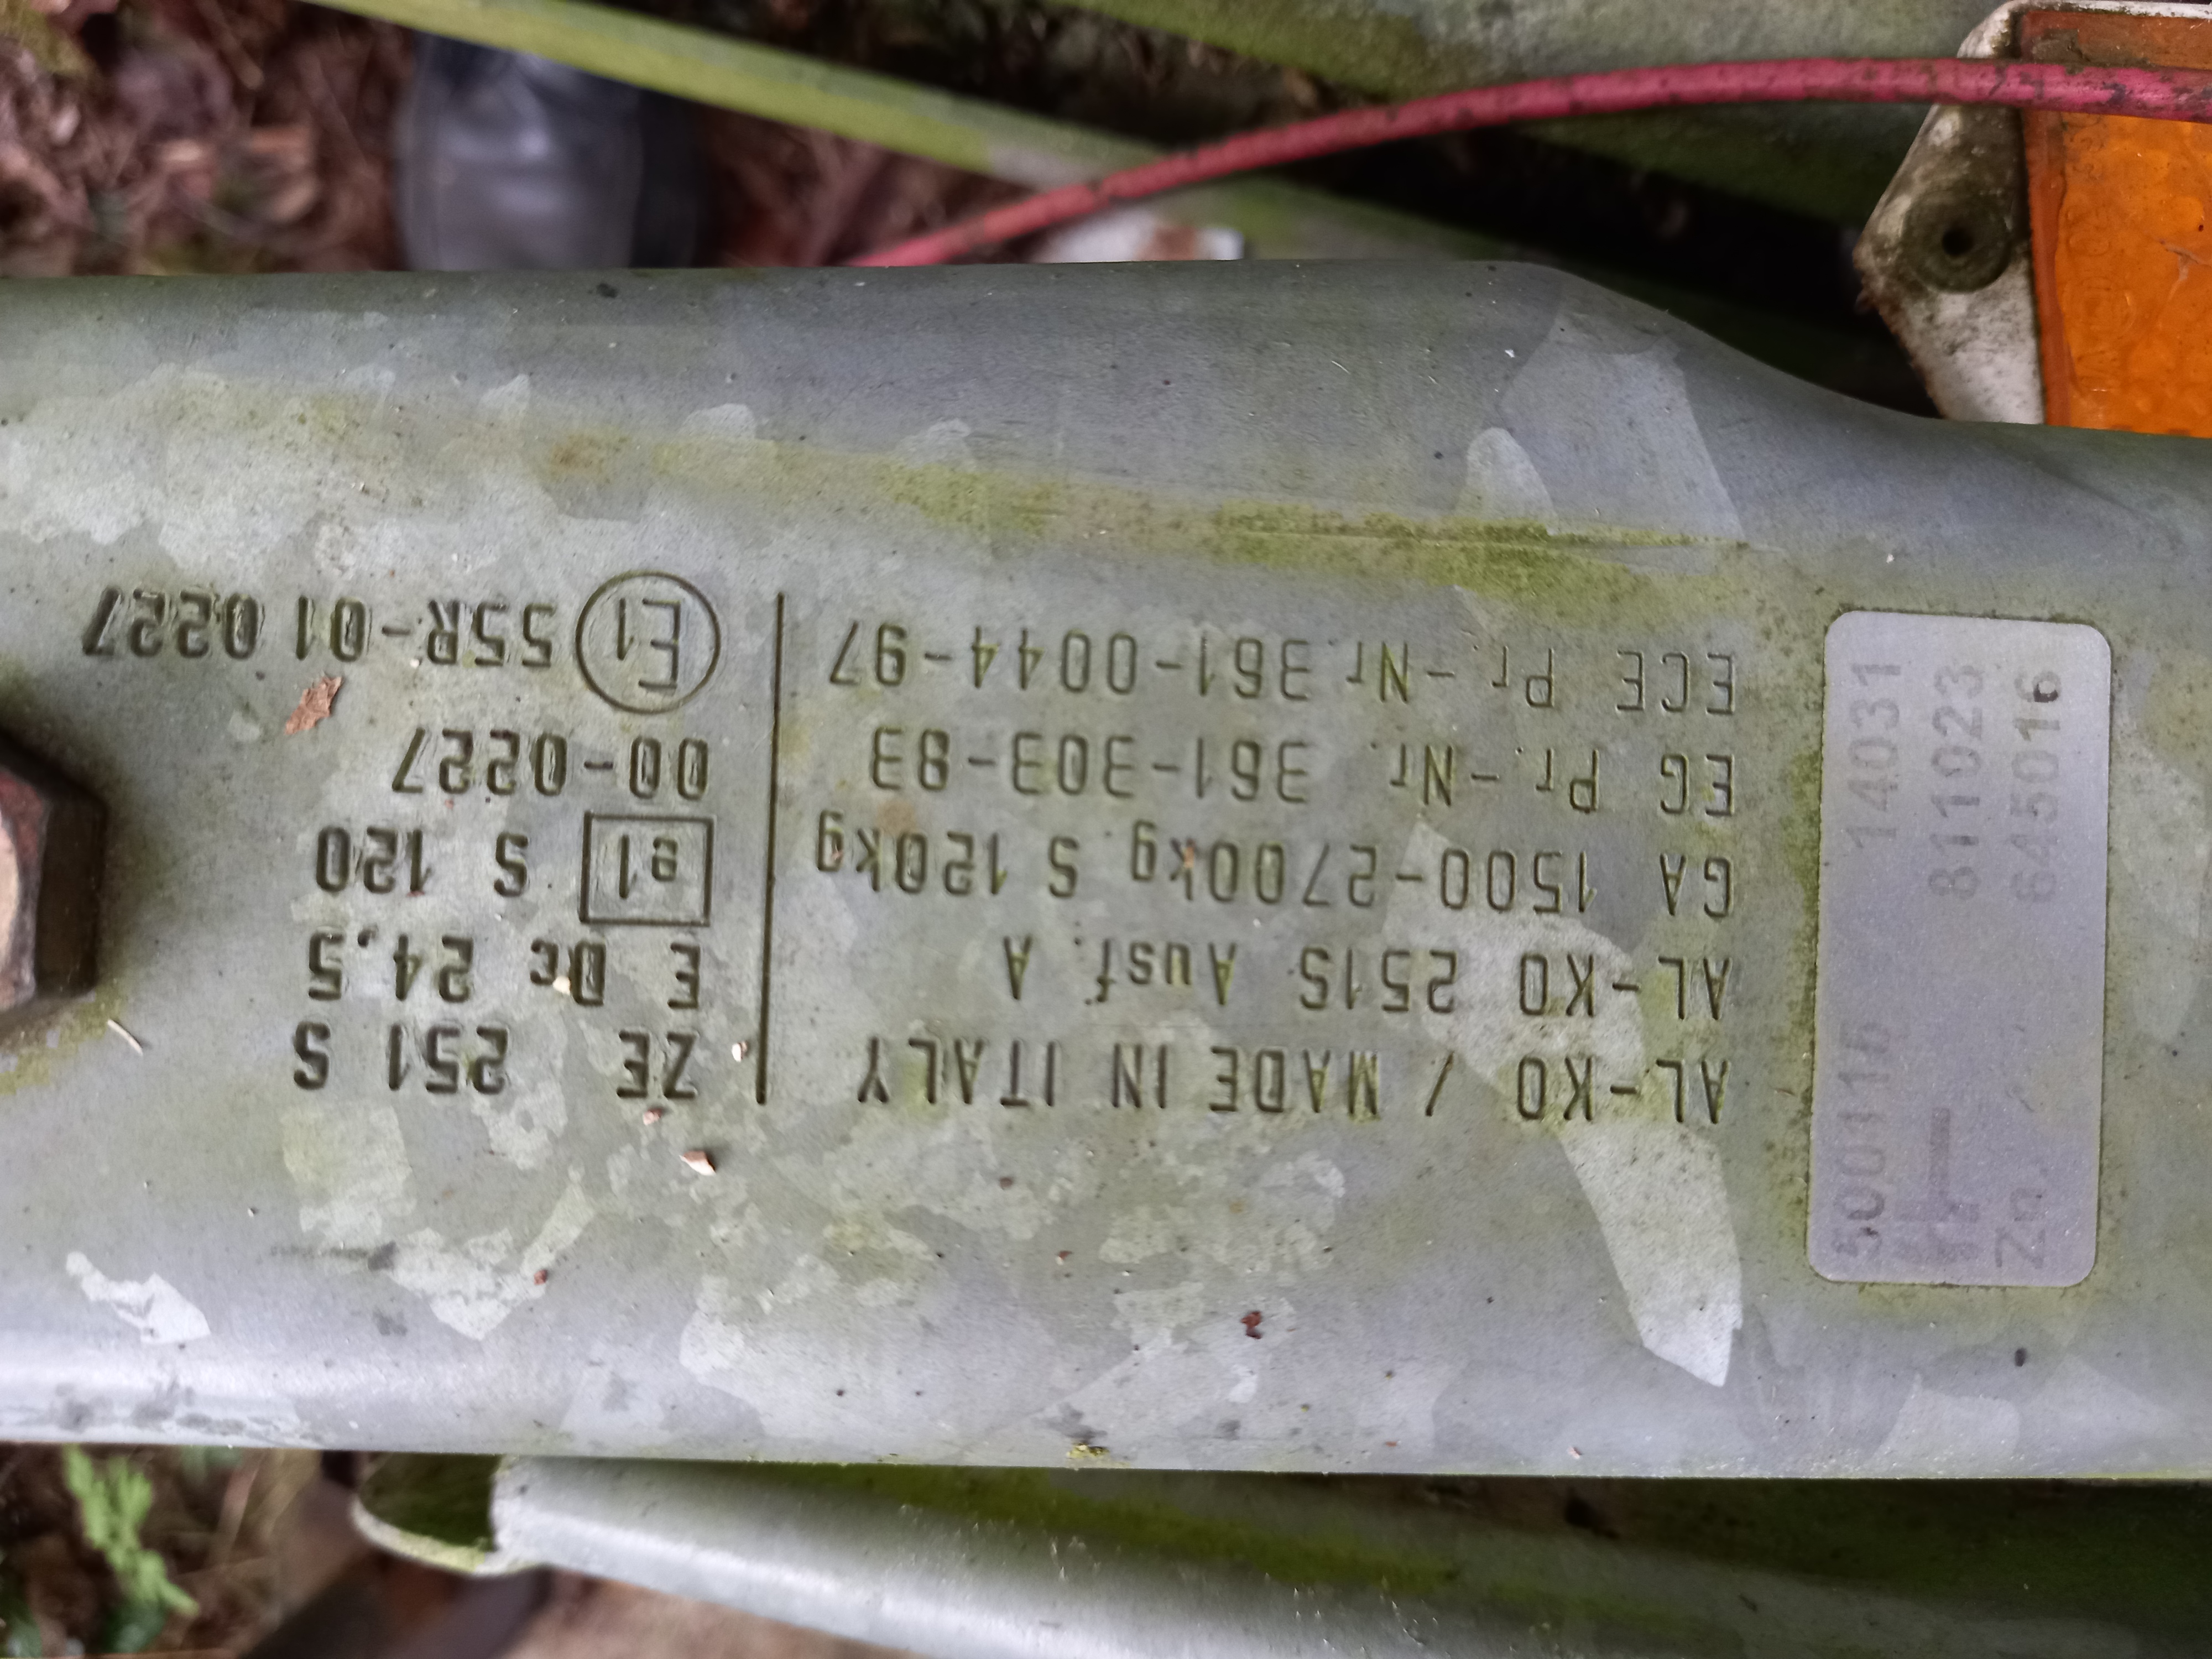 AL-KO / MADE IN ITALY
AL-KO 251S Ausf. A
GA 1500-2700kg S 120kg
EG Pr.-Nr. 361-303-83
ECE Pr.-Nr. 361-0044-97
ZE 251 S
E Dc 24,5
e1 S 120
00-0227
E1 55R-01 0227
14031
811023
645016